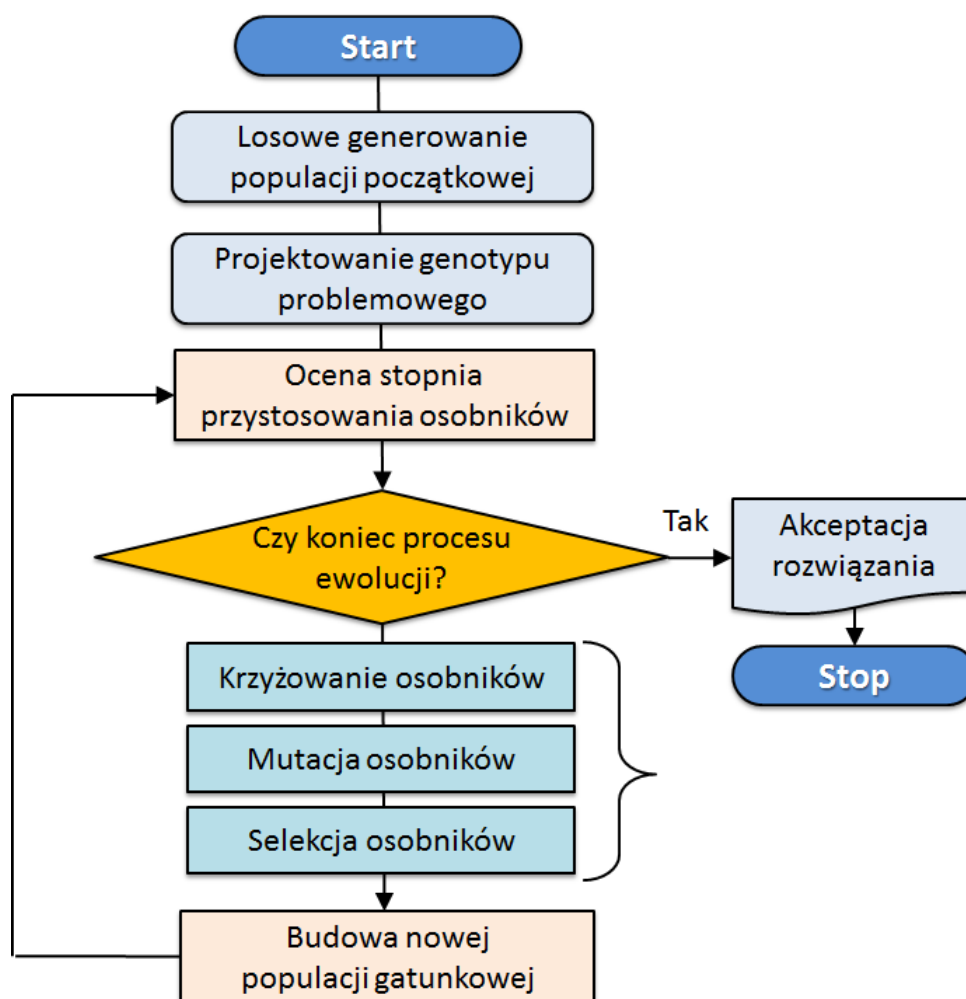 Start
Losowe generowanie
populacji początkowej
Projektowanie genotypu
problemowego
Ocena stopnia
przystosowania osobników
Czy koniec procesu
ewolucji?
Tak
Akceptacja
rozwiązania
Stop
Krzyżowanie osobników
Mutacja osobników
Selekcja osobników
Budowa nowej
populacji gatunkowej